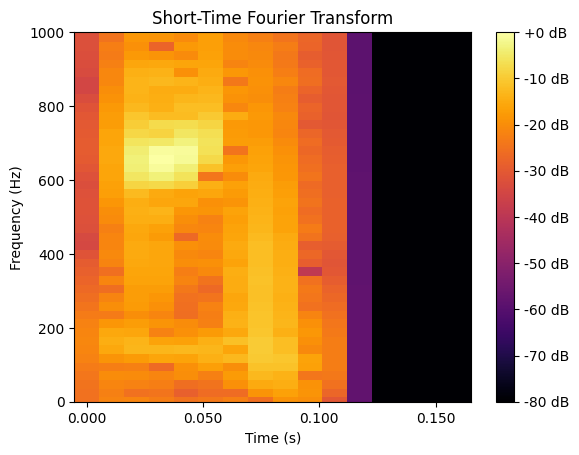 Short-Time Fourier Transform
Frequency (Hz)
1000
800
600
400
200
0
0.000
0.050
0.100
0.150
Time (s)
+0 dB
-10 dB
-20 dB
-30 dB
-40 dB
-50 dB
-60 dB
-70 dB
-80 dB